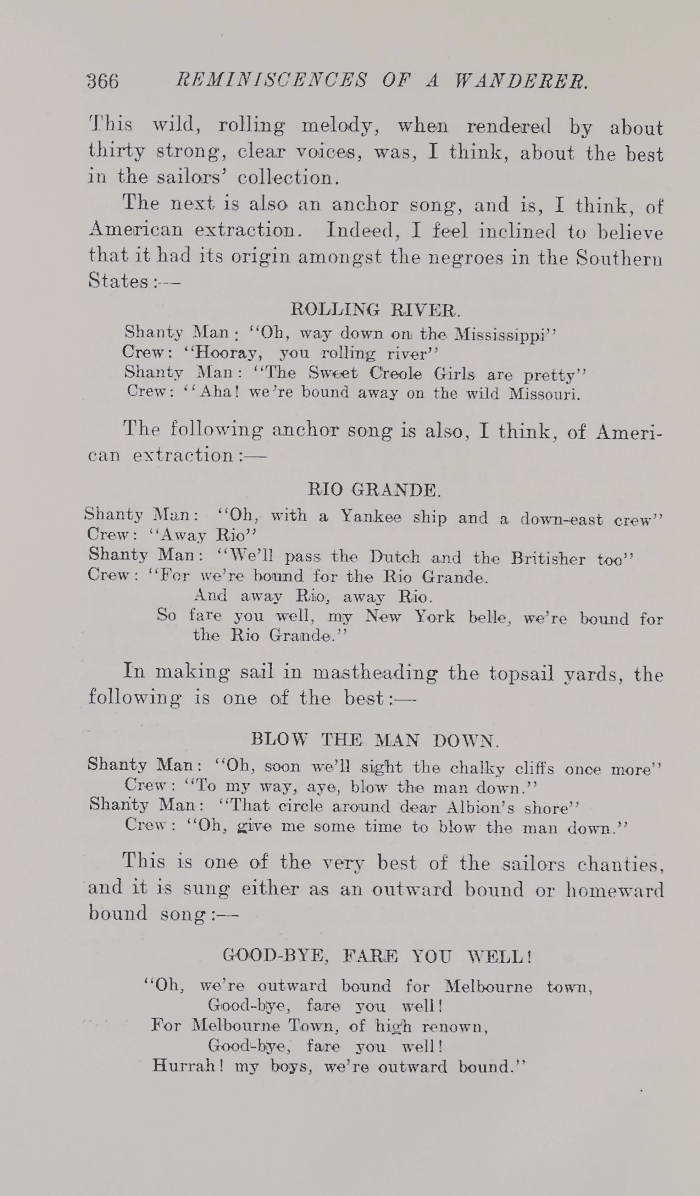 366 REMINISCENCES OF A WANDERER.
This wild, rolling melody, when rendered by about
thirty strong, clear voices, was, I think, about the best
in the sailors' collection.
The next is also an anchor song, and is, I think, of
American extraction. Indeed, I feel inclined to believe
that it had its origin amongst the negroes in the Southern
States:—
ROLLING RIVER.
Shanty Man: "Oh, way down on the Mississippi"
Crew: "Hooray, you rolling river"
Shanty Man: "The Sweet Creole Girls are pretty"
Crew: "Aha! we're bound away on the wild Missouri.
The following anchor song is also, I think, of Ameri-
can extraction:—
RIO GRANDE.
Shanty Man: "Oh, with a Yankee ship and a down-east crew"
Crew: "Away Rio"
Shanty Man: "We'll pass the Dutch and the Britisher too"
Crew: "For we're bound for the Rio Grande.
And away Rio, away Rio.
So fare you well, my New York belle, we're bound for
the Rio Grande."
In making sail in mastheading the topsail yards, the
following is one of the best:—
BLOW THE MAN DOWN.
Shanty Man: "Oh, soon we'll sight the chalky cliffs once more"
Crew: "To my way, aye, blow the man down."
Shanty Man: "That circle around dear Albion's shore"
Crew: "Oh, give me some time to blow the man down."
This is one of the very best of the sailors chanties,
and it is sung either as an outward bound or homeward
bound song:—
GOOD-BYE, FARE YOU WELL!
"Oh, we're outward bound for Melbourne town,
Good-bye, fare you well!
For Melbourne Town, of high renown,
Good-bye, fare you well!
Hurrah! my boys, we're outward bound."